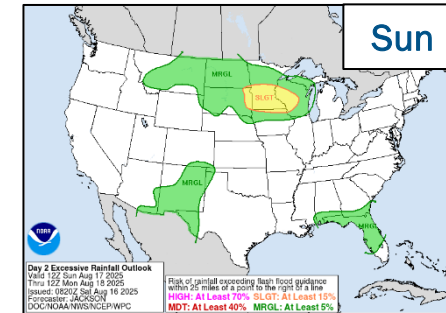 Sun
MRGL
SLGT
MRGL
MRGL
NOAA
Day 2 Excessive Rainfall Outlook
Valid 12Z Sun Aug 17 2025
Thru 12Z Mon Aug 18 2025
Issued: 0820Z Sat Aug 16 2025
Forecaster: JACKSON
DOC/NOAA/NWS/NCEP/WPC
Risk of rainfall exceeding flash flood guidance
within 25 miles of a point to the right of a line
HIGH: At Least 70% SLGT: At Least 15%
MDT: At Least 40% MRGL: At Least 5%